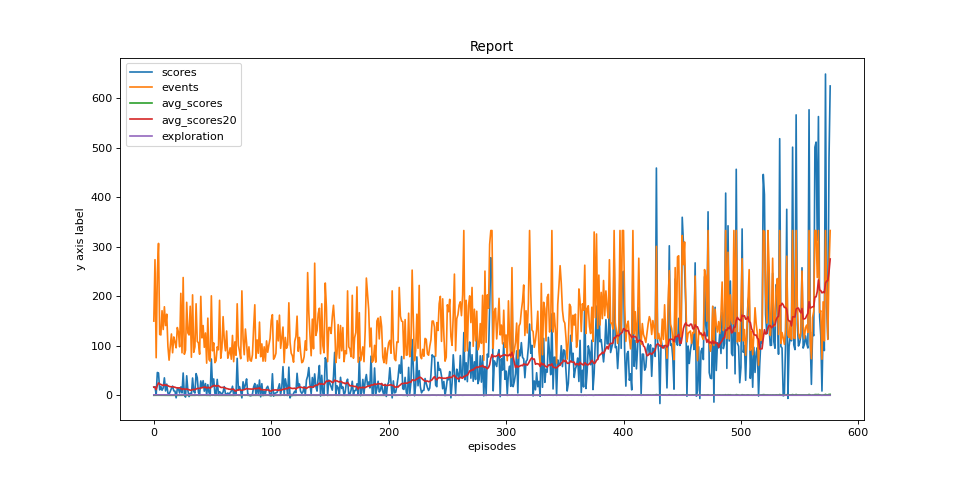 Report
scores
events
avg_scores
avg_scores20
exploration
600
500
400
300
200
100
0
y axis label
0
100
200
300
400
500
600
episodes